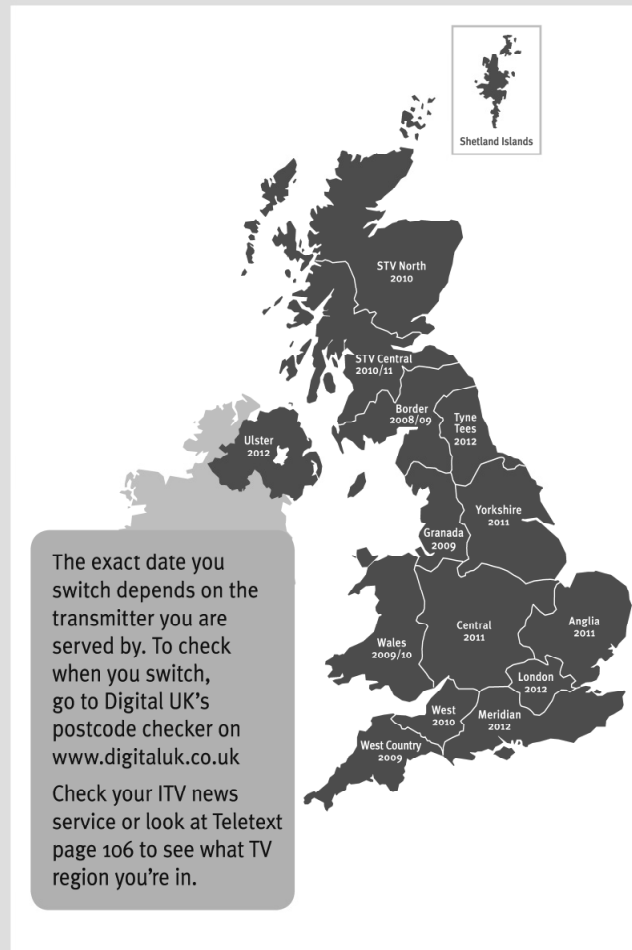 Shetland Islands
STV North
2010
STV Central
2010/11
Border
2008/09
Tyne
Tees
2012
Ulster
2012
Yorkshire
2011
Granada
2009
Central
2011
Anglia
2011
Wales
2009/10
London
2012
West
2010
Meridian
2012
West Country
2009
The exact date you
switch depends on the
transmitter you are
served by. To check
when you switch,
go to Digital UK's
postcode checker on
www.digitaluk.co.uk
Check your ITV news
service or look at Teletext
page 106 to see what TV
region you're in.